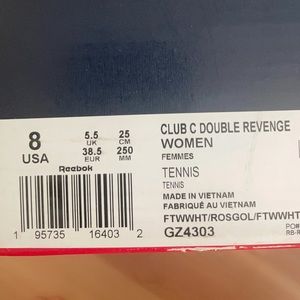 8
USA
5.5
UK
25
CM
38.5
EUR
250
MM
Reebok
1 95735 16403 2
CLUB C DOUBLE REVENGE
WOMEN
FEMMES
TENNIS
TENNIS
MADE IN VIETNAM
FABRIQUÉ AU VIETNAM
FTWWHT/ROSGOL/FTWWHT
GZ4303
PO#